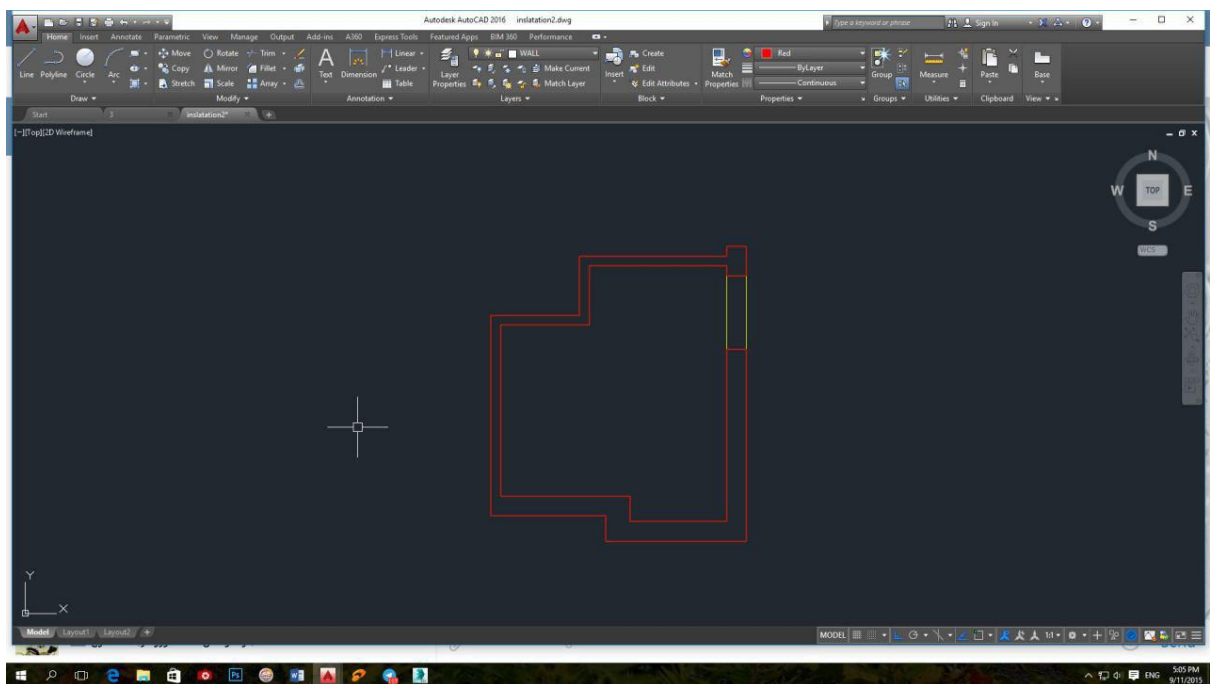 Autodesk AutoCAD 2016 inslatation2.dwg
Type a keyword or phrase
Sign In
Home Insert Annotate Parametric View Manage Output Add-ins A360 Express Tools Featured Apps BIM 360 Performance
Move Rotate Trim
Linear
WALL
Create
Red
Copy Mirror Fillet
Leader
Make Current
Edit
ByLayer
Line Polyline Circle Arc
Stretch Scale Array
Text Dimension
Table
Layer Properties
Match Layer
Insert
Edit Attributes
Match Properties
Continuous
Group
Measure
Paste
Base
Draw Modify Annotation Layers Block Properties Groups Utilities Clipboard View
Start 3 inslatation2*
[−][Top][2D Wireframe]
N
W TOP E
S
WCS
Y
X
Model Layout1 Layout2
MODEL 1:1
ENG 5:05 PM
9/11/2015